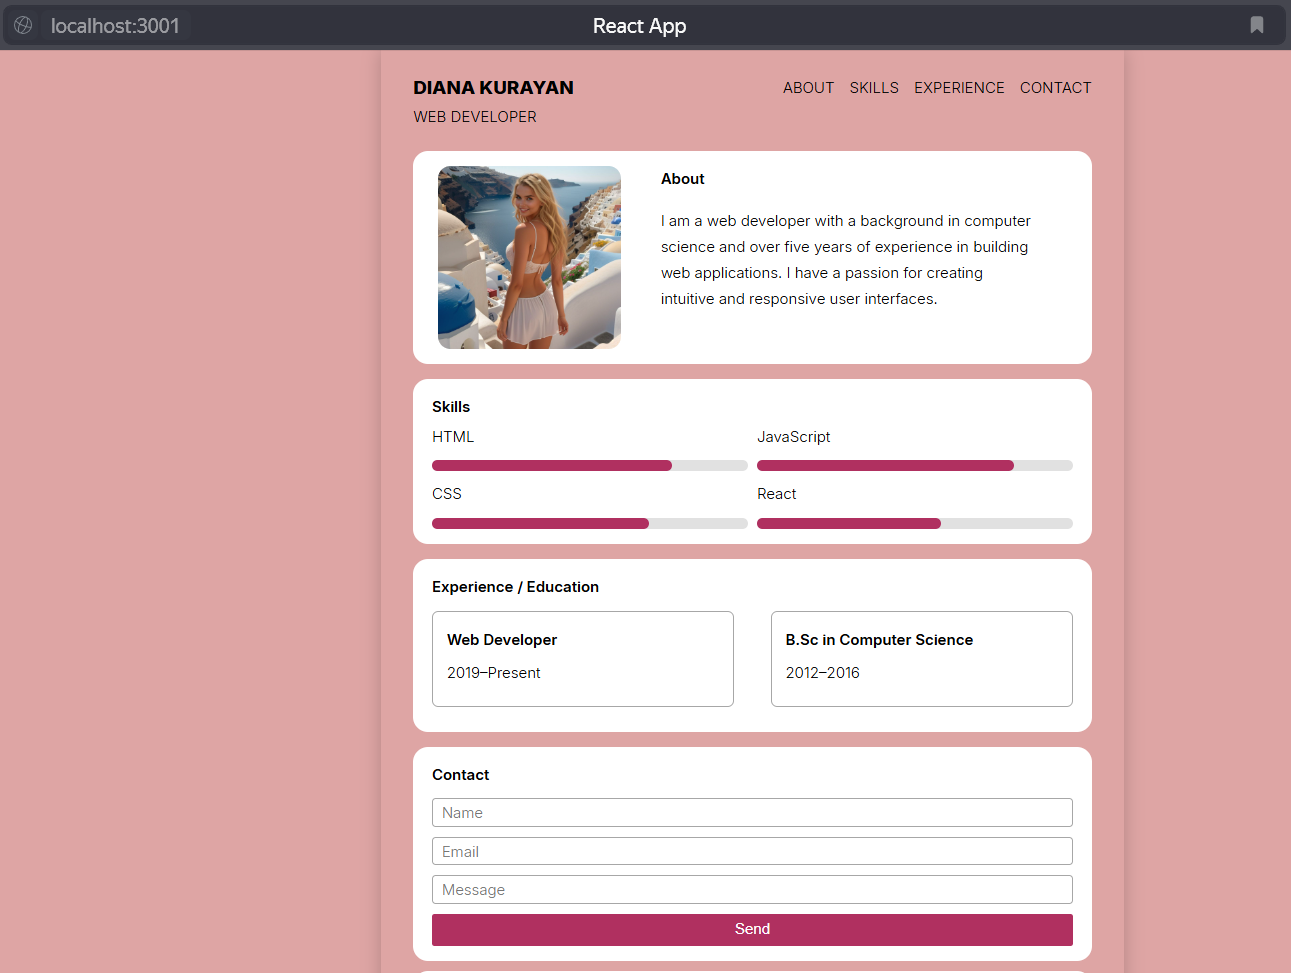 localhost:3001
React App
DIANA KURAYAN
WEB DEVELOPER
ABOUT SKILLS EXPERIENCE CONTACT
About
I am a web developer with a background in computer
science and over five years of experience in building
web applications. I have a passion for creating
intuitive and responsive user interfaces.
Skills
HTML
JavaScript
CSS
React
Experience / Education
Web Developer
2019–Present
B.Sc in Computer Science
2012–2016
Contact
Name
Email
Message
Send